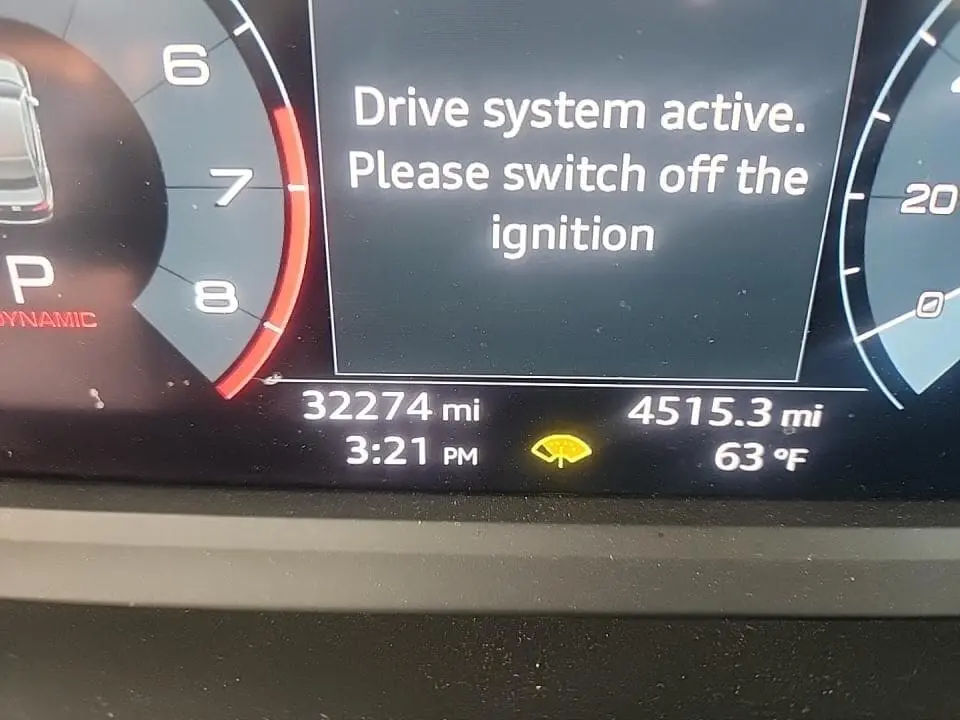 6
Drive system active.
7
Please switch off the
20
ignition
P
8
0
DYNAMIC
32274 mi
4515.3 mi
3:21 PM
63 °F